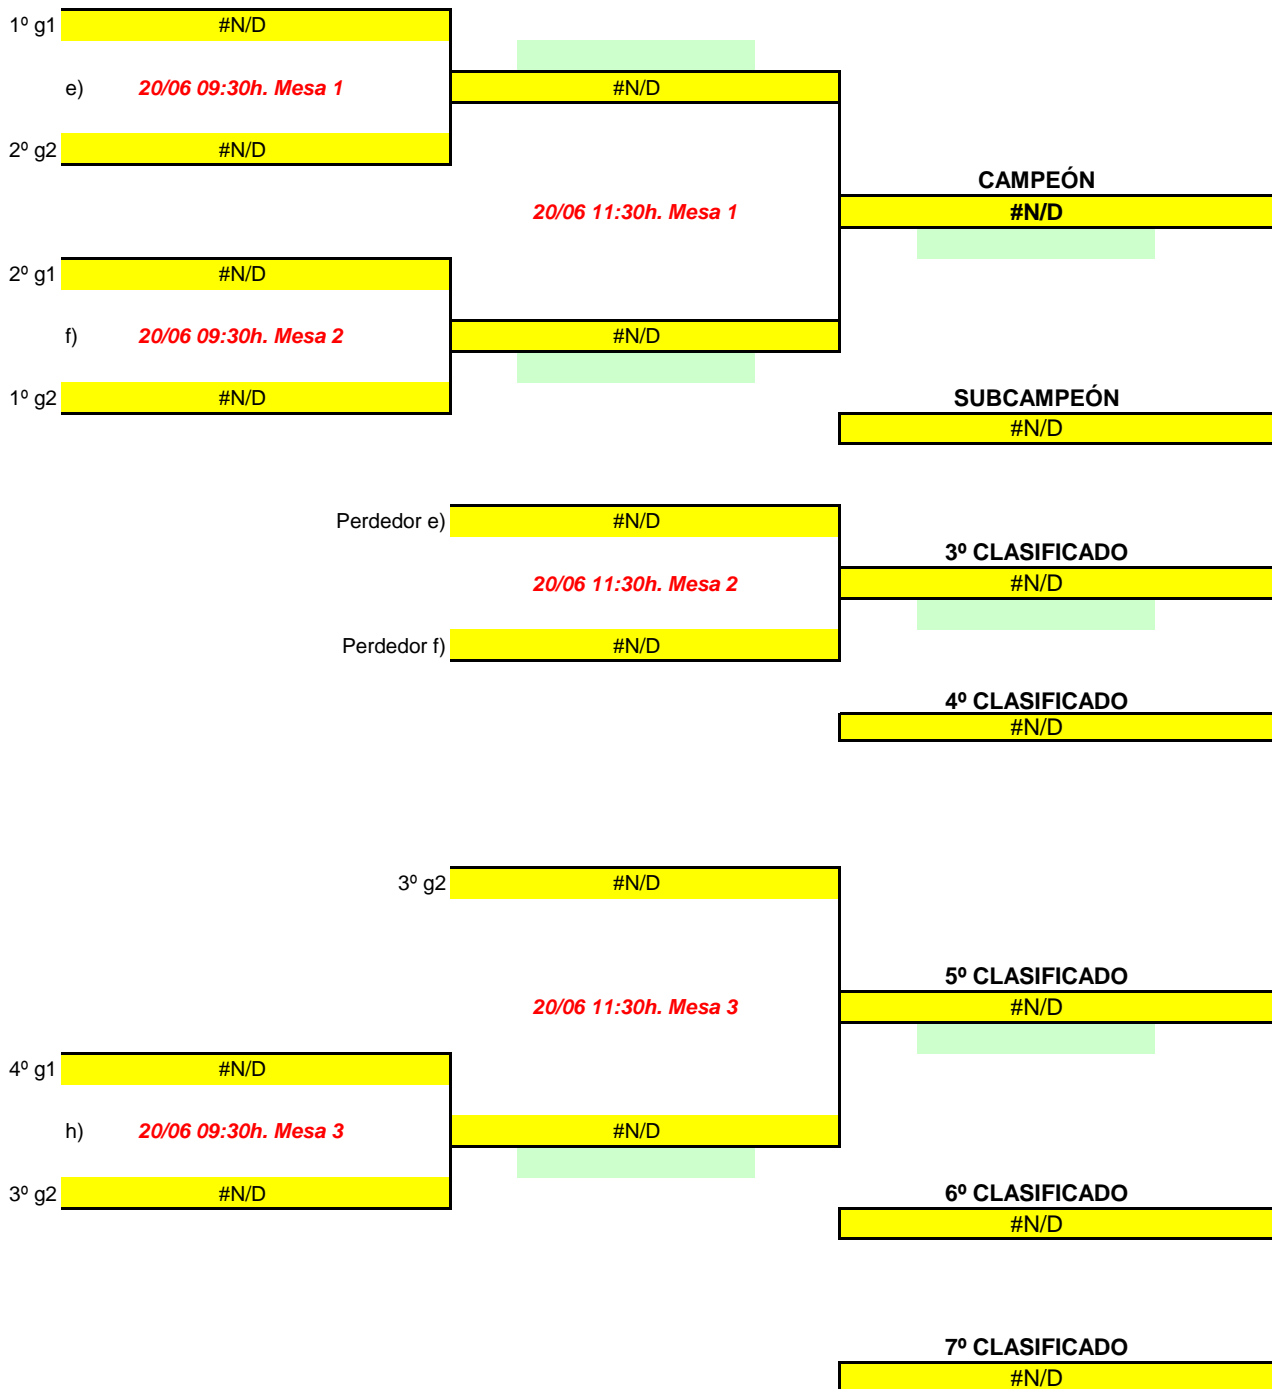 1º g1 #N/D
e) 20/06 09:30h. Mesa 1 #N/D
2º g2 #N/D
CAMPEÓN
20/06 11:30h. Mesa 1 #N/D
2º g1 #N/D
f) 20/06 09:30h. Mesa 2 #N/D
1º g2 #N/D
SUBCAMPEÓN
#N/D
Perdedor e) #N/D
3º CLASIFICADO
20/06 11:30h. Mesa 2 #N/D
Perdedor f) #N/D
4º CLASIFICADO
#N/D
3º g2 #N/D
5º CLASIFICADO
20/06 11:30h. Mesa 3 #N/D
4º g1 #N/D
h) 20/06 09:30h. Mesa 3 #N/D
3º g2 #N/D
6º CLASIFICADO
#N/D
7º CLASIFICADO
#N/D